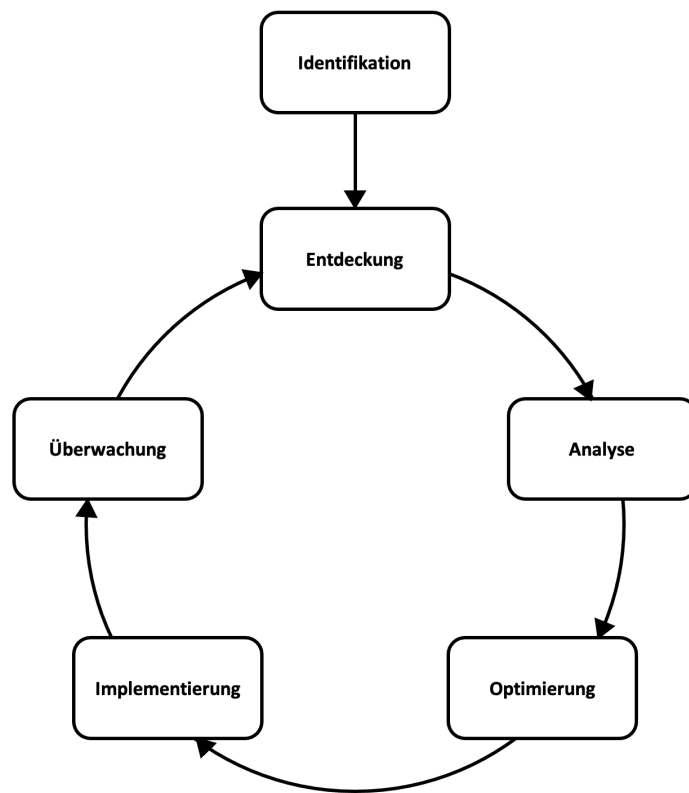 Identifikation
Entdeckung
Überwachung
Analyse
Implementierung
Optimierung